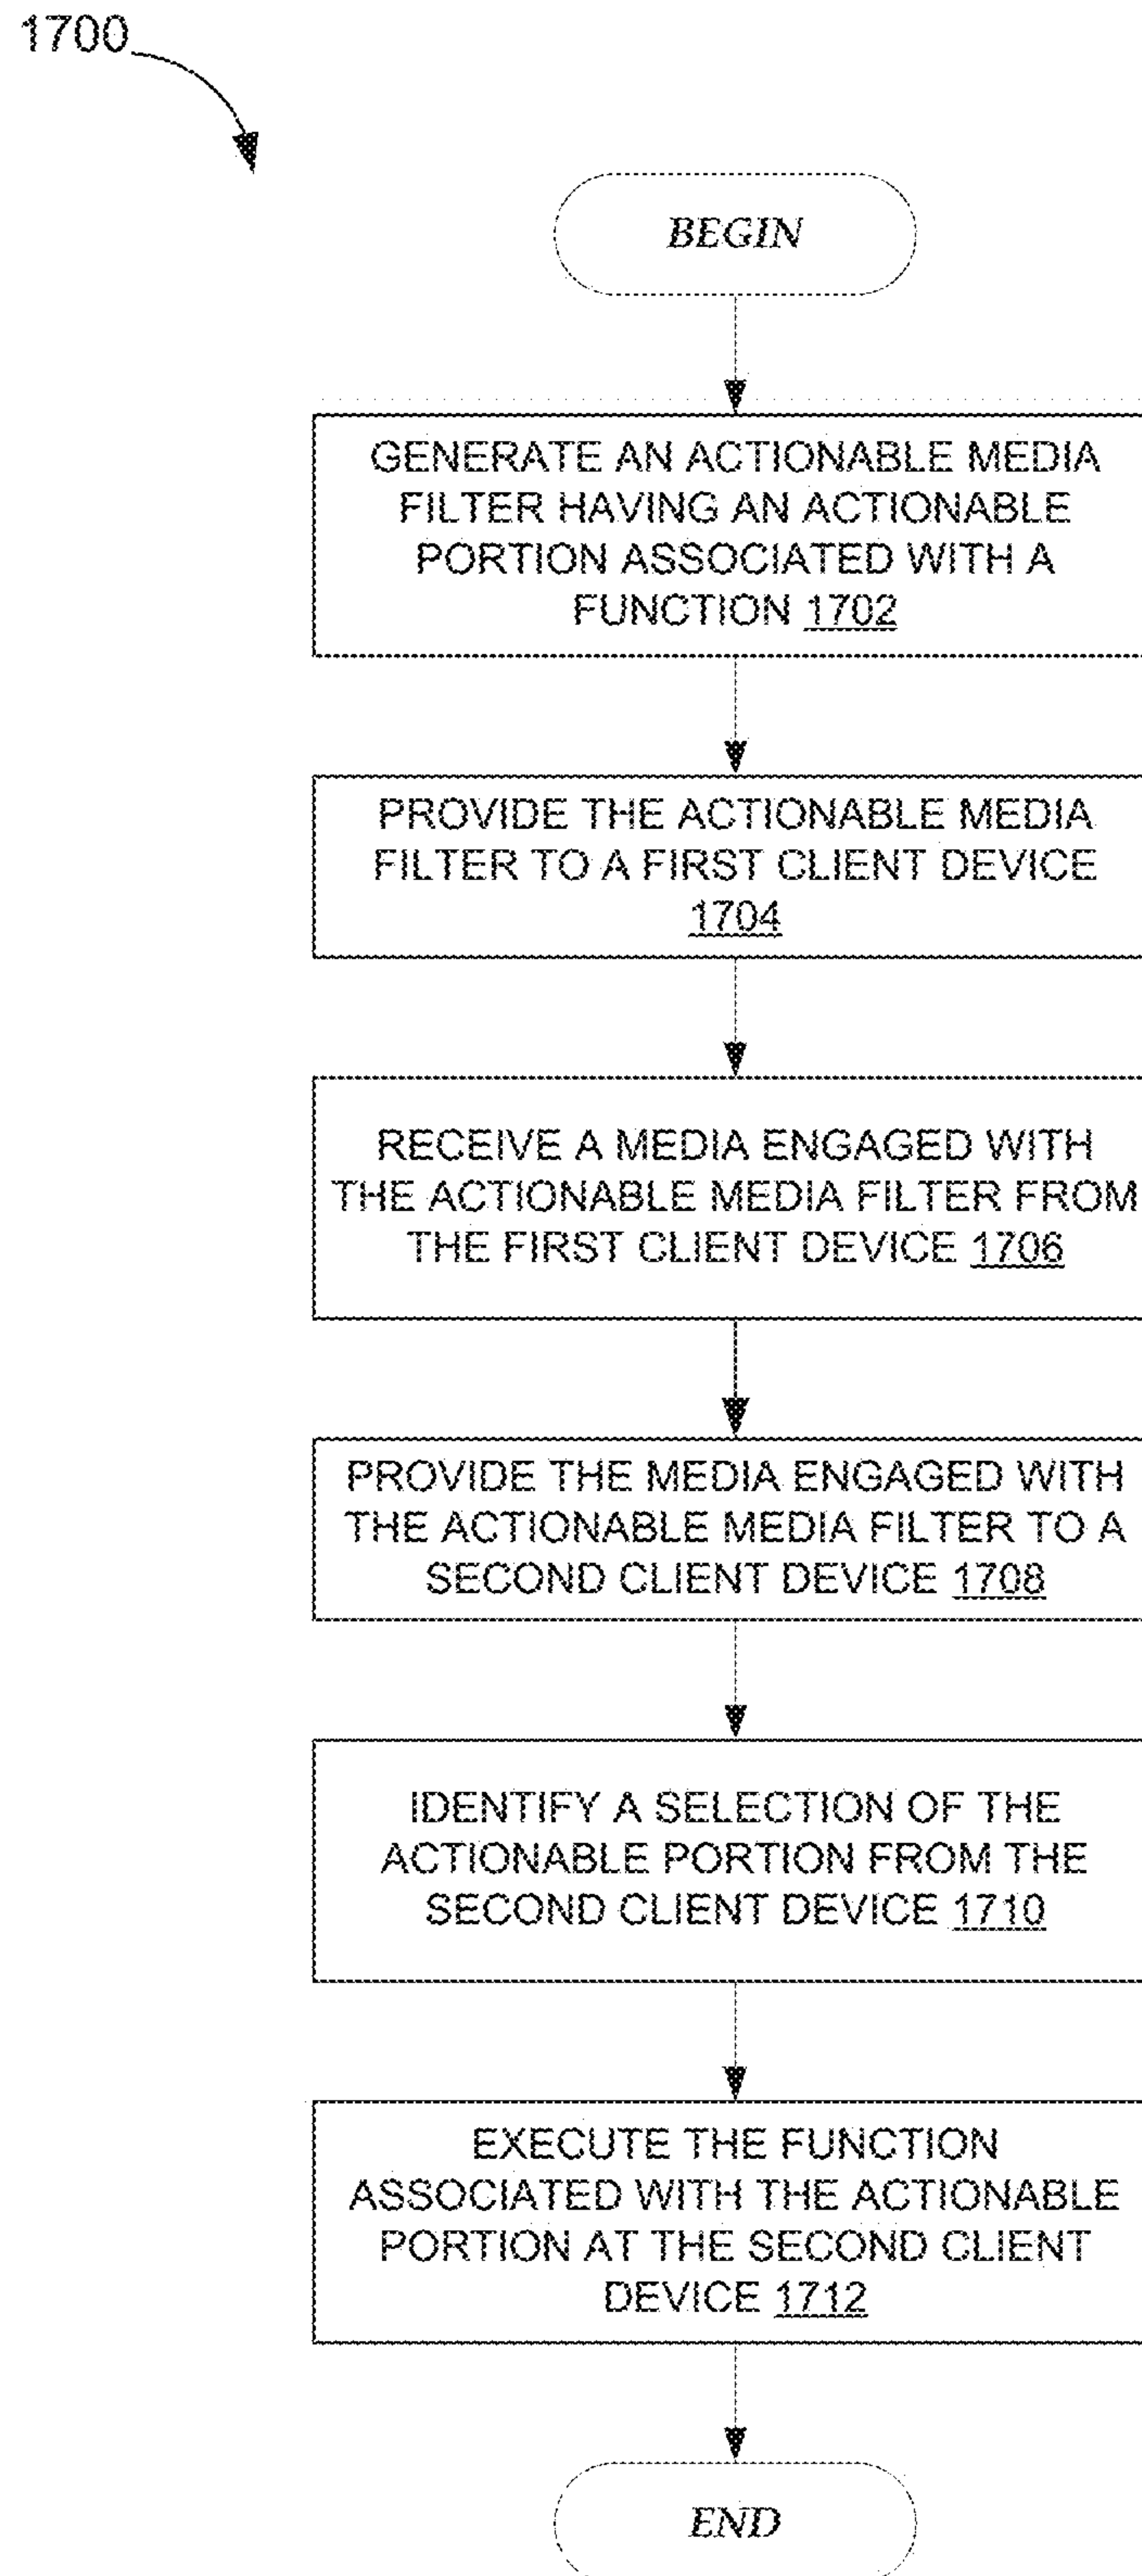 1700
BEGIN
GENERATE AN ACTIONABLE MEDIA
FILTER HAVING AN ACTIONABLE
PORTION ASSOCIATED WITH A
FUNCTION 1702
PROVIDE THE ACTIONABLE MEDIA
FILTER TO A FIRST CLIENT DEVICE
1704
RECEIVE A MEDIA ENGAGED WITH
THE ACTIONABLE MEDIA FILTER FROM
THE FIRST CLIENT DEVICE 1706
PROVIDE THE MEDIA ENGAGED WITH
THE ACTIONABLE MEDIA FILTER TO A
SECOND CLIENT DEVICE 1708
IDENTIFY A SELECTION OF THE
ACTIONABLE PORTION FROM THE
SECOND CLIENT DEVICE 1710
EXECUTE THE FUNCTION
ASSOCIATED WITH THE ACTIONABLE
PORTION AT THE SECOND CLIENT
DEVICE 1712
END